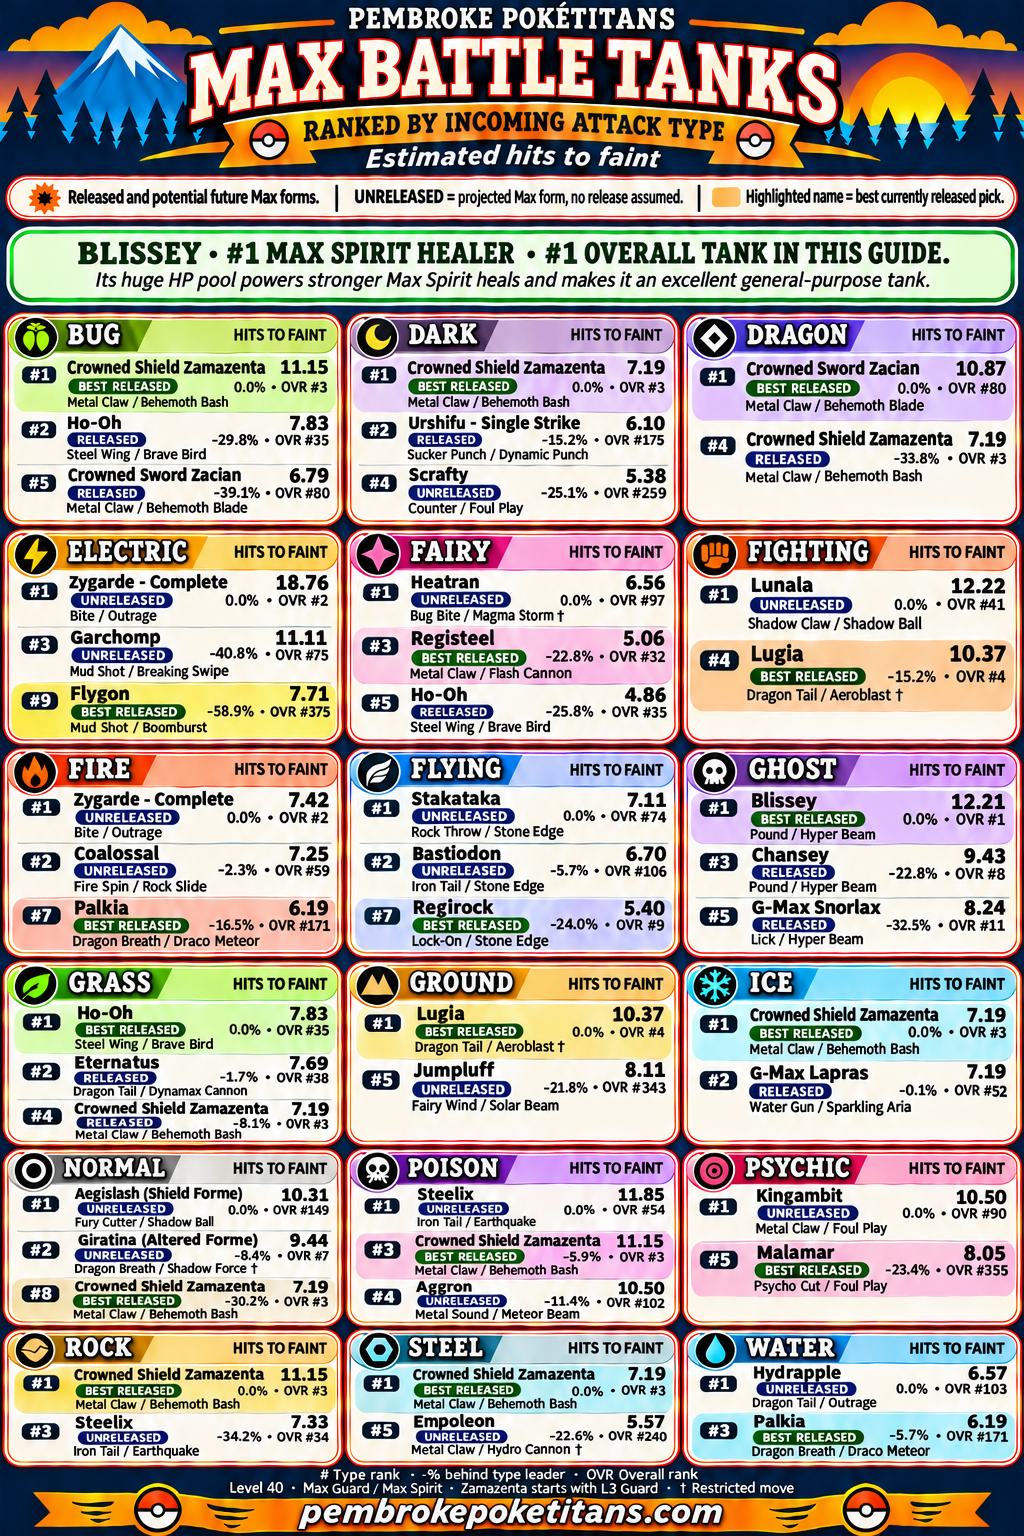 PEMBROKE POKÉTITANS
MAX BATTLE TANKS
RANKED BY INCOMING ATTACK TYPE
Estimated hits to faint
Released and potential future Max forms. | UNRELEASED = projected Max form, no release assumed. | Highlighted name = best currently released pick.
BLISSEY • #1 MAX SPIRIT HEALER • #1 OVERALL TANK IN THIS GUIDE.
Its huge HP pool powers stronger Max Spirit heals and makes it an excellent general-purpose tank.
BUG HITS TO FAINT
#1 Crowned Shield Zamazenta 11.15
BEST RELEASED 0.0% • OVR #3
Metal Claw / Behemoth Bash
#2 Ho-Oh 7.83
RELEASED -29.8% • OVR #35
Steel Wing / Brave Bird
#5 Crowned Sword Zacian 6.79
RELEASED -39.1% • OVR #80
Metal Claw / Behemoth Blade
DARK HITS TO FAINT
#1 Crowned Shield Zamazenta 7.19
BEST RELEASED 0.0% • OVR #3
Metal Claw / Behemoth Bash
#2 Urshifu - Single Strike 6.10
RELEASED -15.2% • OVR #175
Sucker Punch / Dynamic Punch
#4 Scrafty 5.38
UNRELEASED -25.1% • OVR #259
Counter / Foul Play
DRAGON HITS TO FAINT
#1 Crowned Sword Zacian 10.87
BEST RELEASED 0.0% • OVR #80
Metal Claw / Behemoth Blade
#4 Crowned Shield Zamazenta 7.19
RELEASED -33.8% • OVR #3
Metal Claw / Behemoth Bash
ELECTRIC HITS TO FAINT
#1 Zygarde - Complete 18.76
UNRELEASED 0.0% • OVR #2
Bite / Outrage
#3 Garchomp 11.11
UNRELEASED -40.8% • OVR #75
Mud Shot / Breaking Swipe
#9 Flygon 7.71
BEST RELEASED -58.9% • OVR #375
Mud Shot / Boomburst
FAIRY HITS TO FAINT
#1 Heatran 6.56
UNRELEASED 0.0% • OVR #97
Bug Bite / Magma Storm †
#3 Registeel 5.06
BEST RELEASED -22.8% • OVR #32
Metal Claw / Flash Cannon
#5 Ho-Oh 4.86
REELEASED -25.8% • OVR #35
Steel Wing / Brave Bird
FIGHTING HITS TO FAINT
#1 Lunala 12.22
UNRELEASED 0.0% • OVR #41
Shadow Claw / Shadow Ball
#4 Lugia 10.37
BEST RELEASED -15.2% • OVR #4
Dragon Tail / Aeroblast †
FIRE HITS TO FAINT
#1 Zygarde - Complete 7.42
UNRELEASED 0.0% • OVR #2
Bite / Outrage
#2 Coalossal 7.25
UNRELEASED -2.3% • OVR #59
Fire Spin / Rock Slide
#7 Palkia 6.19
BEST RELEASED -16.5% • OVR #171
Dragon Breath / Draco Meteor
FLYING HITS TO FAINT
#1 Stakataka 7.11
UNRELEASED 0.0% • OVR #74
Rock Throw / Stone Edge
#2 Bastiodon 6.70
UNRELEASED -5.7% • OVR #106
Iron Tail / Stone Edge
#7 Regirock 5.40
BEST RELEASED -24.0% • OVR #9
Lock-On / Stone Edge
GHOST HITS TO FAINT
#1 Blissey 12.21
BEST RELEASED 0.0% • OVR #1
Pound / Hyper Beam
#3 Chansey 9.43
RELEASED -22.8% • OVR #8
Pound / Hyper Beam
#5 G-Max Snorlax 8.24
RELEASED -32.5% • OVR #11
Lick / Hyper Beam
GRASS HITS TO FAINT
#1 Ho-Oh 7.83
BEST RELEASED 0.0% • OVR #35
Steel Wing / Brave Bird
#2 Eternatus 7.69
RELEASED -1.7% • OVR #38
Dragon Tail / Dynamax Cannon
#4 Crowned Shield Zamazenta 7.19
RELEASED -8.1% • OVR #3
Metal Claw / Behemoth Bash
GROUND HITS TO FAINT
#1 Lugia 10.37
BEST RELEASED 0.0% • OVR #4
Dragon Tail / Aeroblast †
#5 Jumpluff 8.11
UNRELEASED -21.8% • OVR #343
Fairy Wind / Solar Beam
ICE HITS TO FAINT
#1 Crowned Shield Zamazenta 7.19
BEST RELEASED 0.0% • OVR #3
Metal Claw / Behemoth Bash
#2 G-Max Lapras 7.19
RELEASED -0.1% • OVR #52
Water Gun / Sparkling Aria
NORMAL HITS TO FAINT
#1 Aegislash (Shield Forme) 10.31
UNRELEASED 0.0% • OVR #149
Fury Cutter / Shadow Ball
#2 Giratina (Altered Forme) 9.44
UNRELEASED -8.4% • OVR #7
Dragon Breath / Shadow Force †
#8 Crowned Shield Zamazenta 7.19
BEST RELEASED -30.2% • OVR #3
Metal Claw / Behemoth Bash
POISON HITS TO FAINT
#1 Steelix 11.85
UNRELEASED 0.0% • OVR #54
Iron Tail / Earthquake
#3 Crowned Shield Zamazenta 11.15
BEST RELEASED -5.9% • OVR #3
Metal Claw / Behemoth Bash
#4 Aggron 10.50
UNRELEASED -11.4% • OVR #102
Metal Sound / Meteor Beam
PSYCHIC HITS TO FAINT
#1 Kingambit 10.50
UNRELEASED 0.0% • OVR #90
Metal Claw / Foul Play
#5 Malamar 8.05
BEST RELEASED -23.4% • OVR #355
Psycho Cut / Foul Play
ROCK HITS TO FAINT
#1 Crowned Shield Zamazenta 11.15
BEST RELEASED 0.0% • OVR #3
Metal Claw / Behemoth Bash
#3 Steelix 7.33
UNRELEASED -34.2% • OVR #34
Iron Tail / Earthquake
STEEL HITS TO FAINT
#1 Crowned Shield Zamazenta 7.19
BEST RELEASED 0.0% • OVR #3
Metal Claw / Behemoth Bash
#5 Empoleon 5.57
UNRELEASED -22.6% • OVR #240
Metal Claw / Hydro Cannon †
WATER HITS TO FAINT
#1 Hydrapple 6.57
UNRELEASED 0.0% • OVR #103
Dragon Tail / Outrage
#3 Palkia 6.19
BEST RELEASED -5.7% • OVR #171
Dragon Breath / Draco Meteor
# Type rank • -% behind type leader • OVR Overall rank
Level 40 • Max Guard / Max Spirit • Zamazenta starts with L3 Guard • † Restricted move
pembrokepoketitans.com